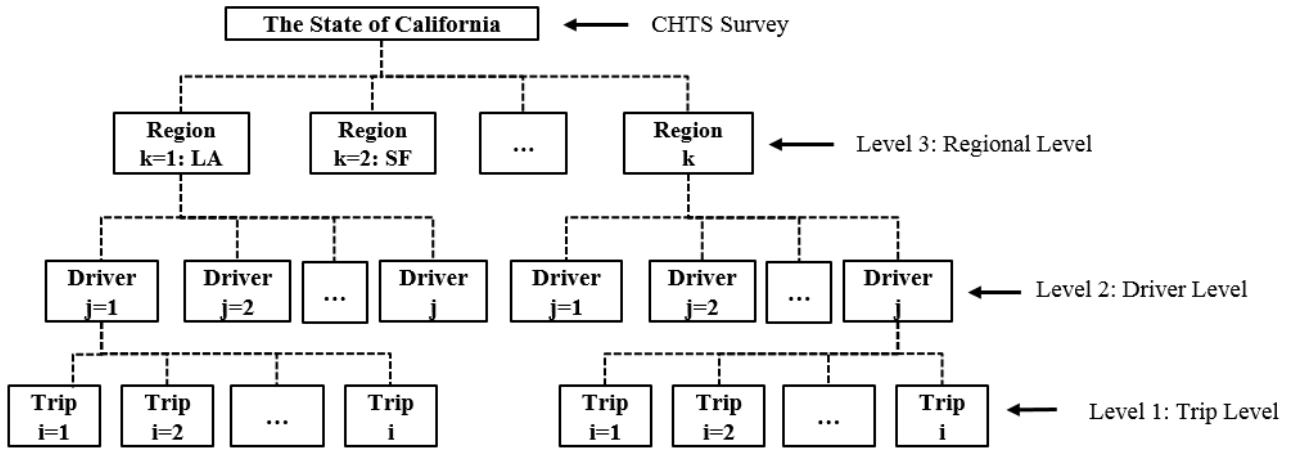 The State of California
CHTS Survey
Region
k=1: LA
Region
k=2: SF
...
Region
k
Level 3: Regional Level
Driver
j=1
Driver
j=2
...
Driver
j
Driver
j=1
Driver
j=2
...
Driver
j
Level 2: Driver Level
Trip
i=1
Trip
i=2
...
Trip
i
Trip
i=1
Trip
i=2
...
Trip
i
Level 1: Trip Level